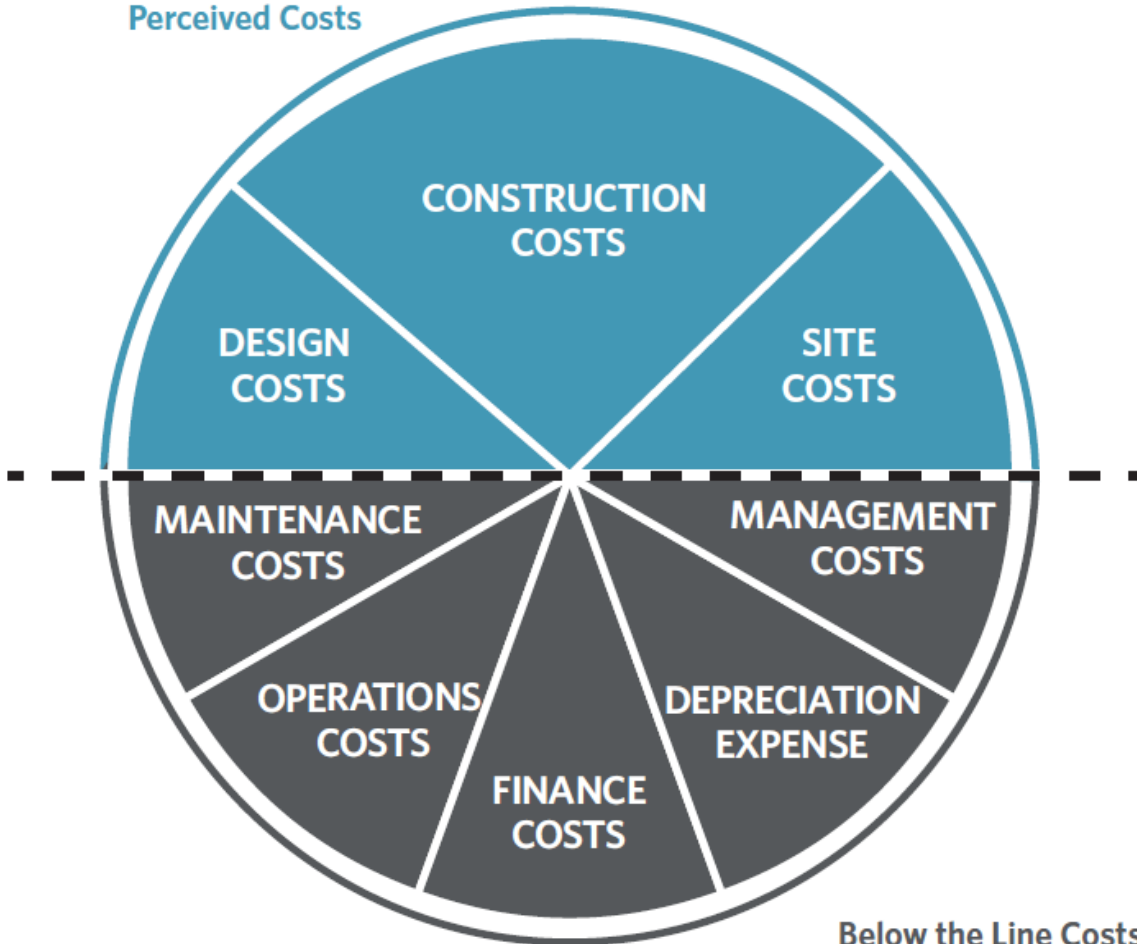 Perceived Costs
CONSTRUCTION
COSTS
DESIGN
COSTS
SITE
COSTS
MAINTENANCE
COSTS
MANAGEMENT
COSTS
OPERATIONS
COSTS
DEPRECIATION
EXPENSE
FINANCE
COSTS
Below the Line Costs